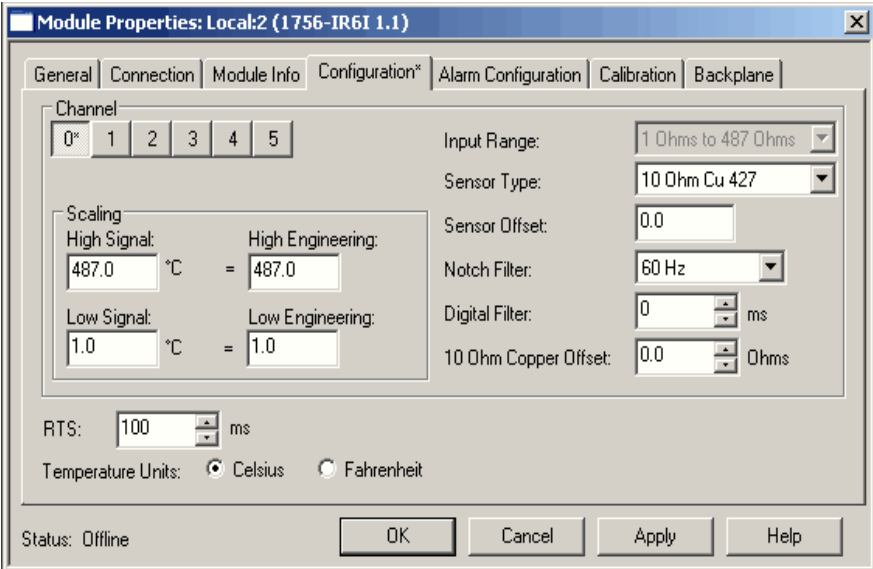 Module Properties: Local:2 (1756-IR6I 1.1)
General Connection Module Info Configuration* Alarm Configuration Calibration Backplane
Channel
0* 1 2 3 4 5
Input Range: 1 Ohms to 487 Ohms
Sensor Type: 10 Ohm Cu 427
Scaling
High Signal: High Engineering:
487.0 °C = 487.0
Low Signal: Low Engineering:
1.0 °C = 1.0
Sensor Offset: 0.0
Notch Filter: 60 Hz
Digital Filter: 0 ms
10 Ohm Copper Offset: 0.0 Ohms
RTS: 100 ms
Temperature Units: Celsius Fahrenheit
Status: Offline
OK Cancel Apply Help